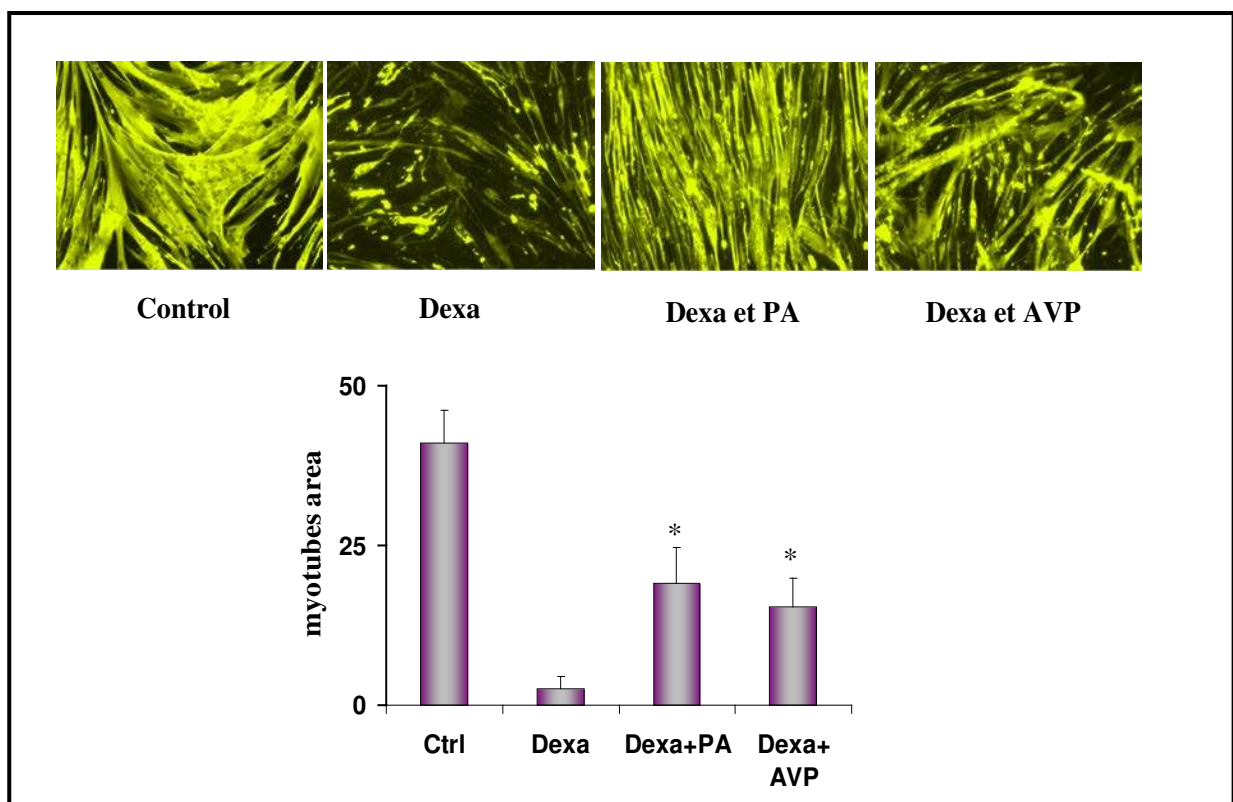 Control
Dexa
Dexa et PA
Dexa et AVP
50
25
0
myotubes area
*
*
Ctrl
Dexa
Dexa+PA
Dexa+
AVP